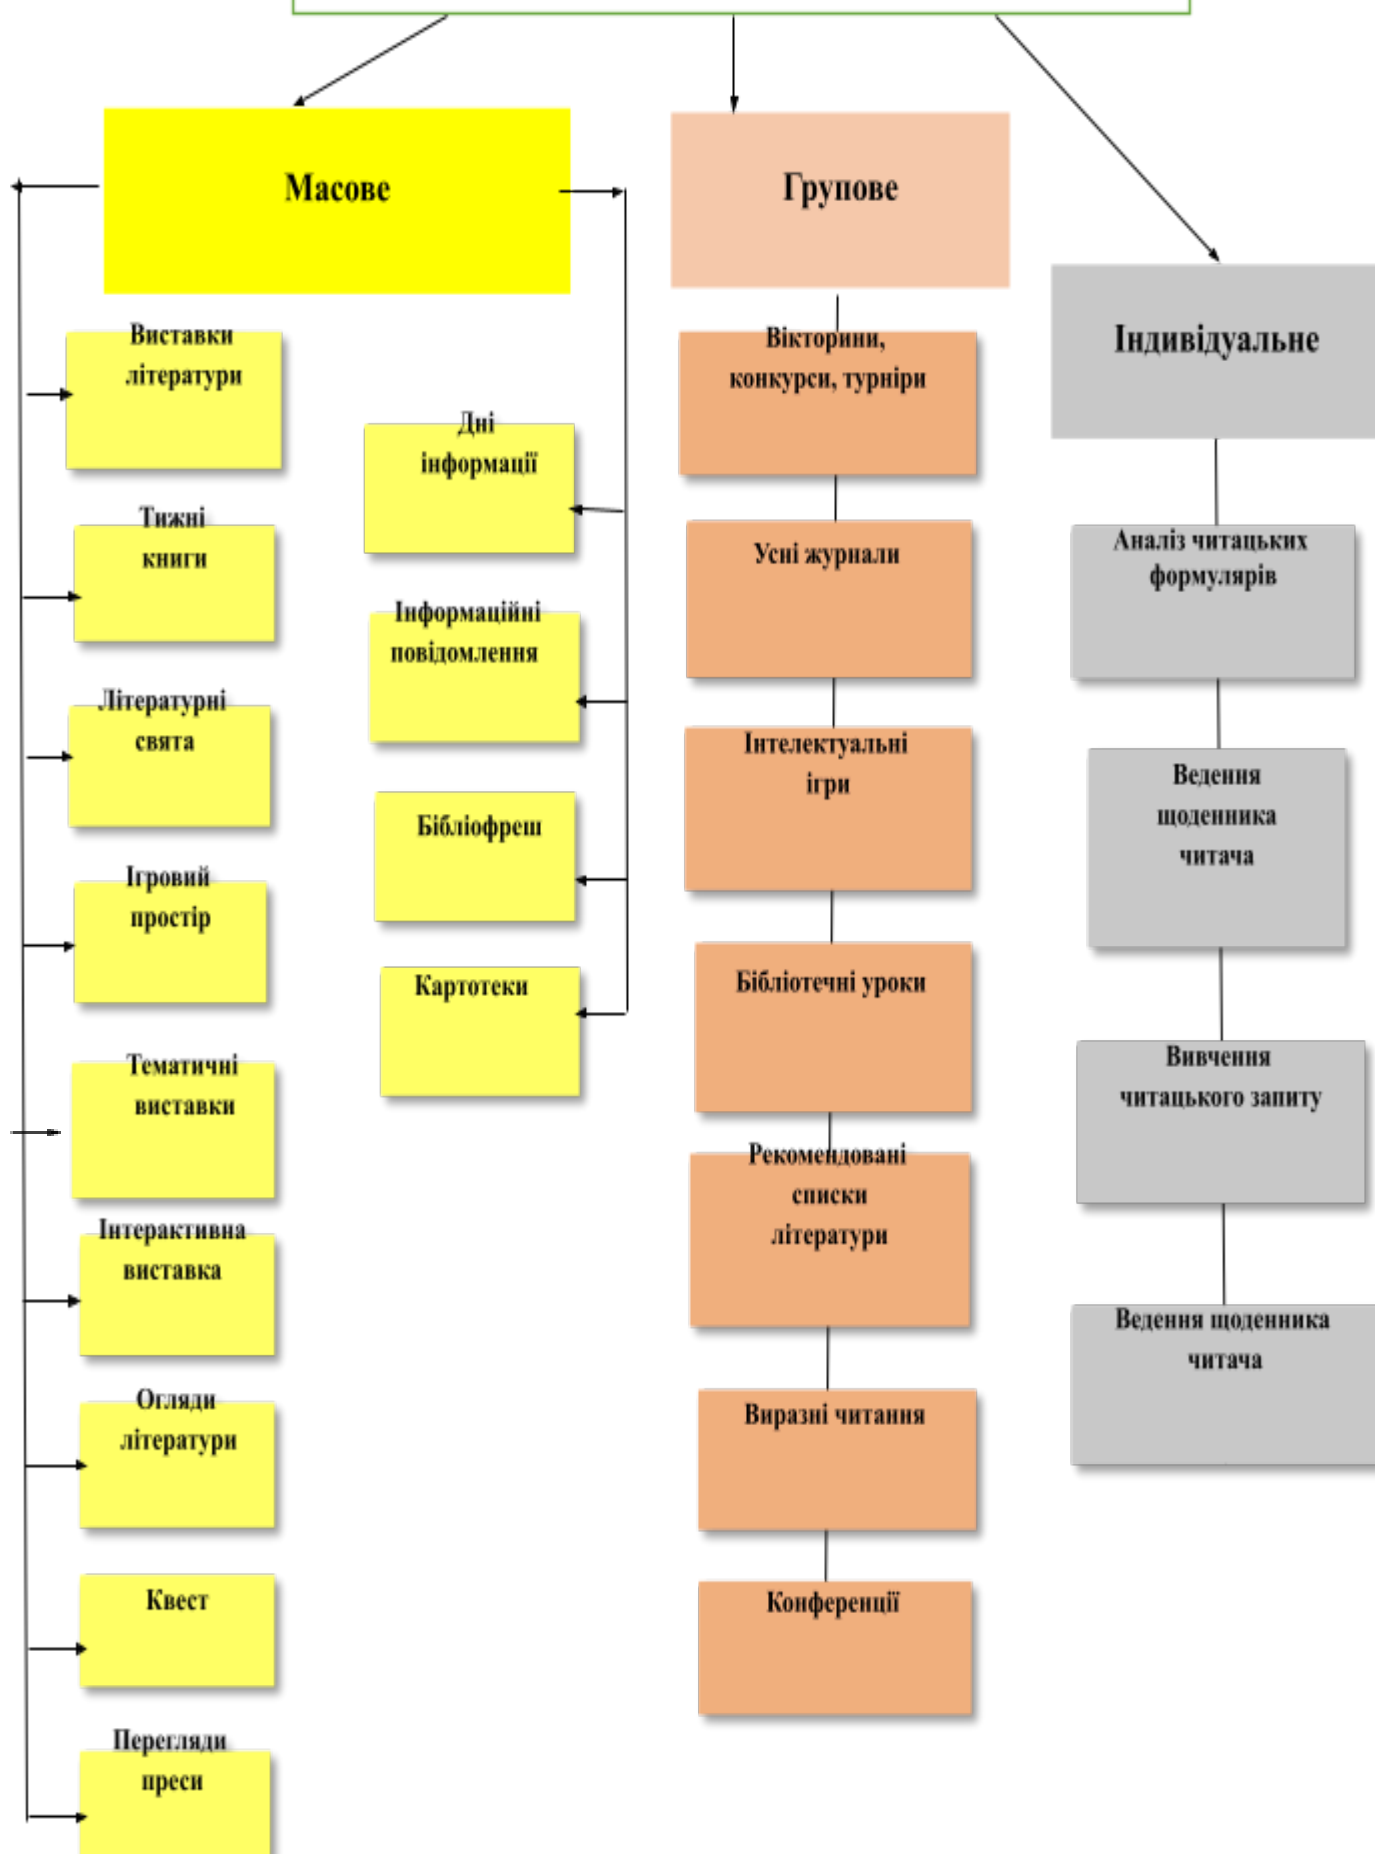 Масове
Виставки
літератури
Тижні
книги
Літературні
свята
Ігровий
простір
Тематичні
виставки
Інтерактивна
виставка
Огляди
літератури
Квест
Перегляди
преси
Дні
інформації
Інформаційні
повідомлення
Бібліофреш
Картотеки
Групове
Вікторини,
конкурси, турніри
Усні журнали
Інтелектуальні
ігри
Бібліотечні уроки
Рекомендовані
списки
літератури
Виразні читання
Конференції
Індивідуальне
Аналіз читацьких
формулярів
Ведення
щоденника
читача
Вивчення
читацького запиту
Ведення щоденника
читача